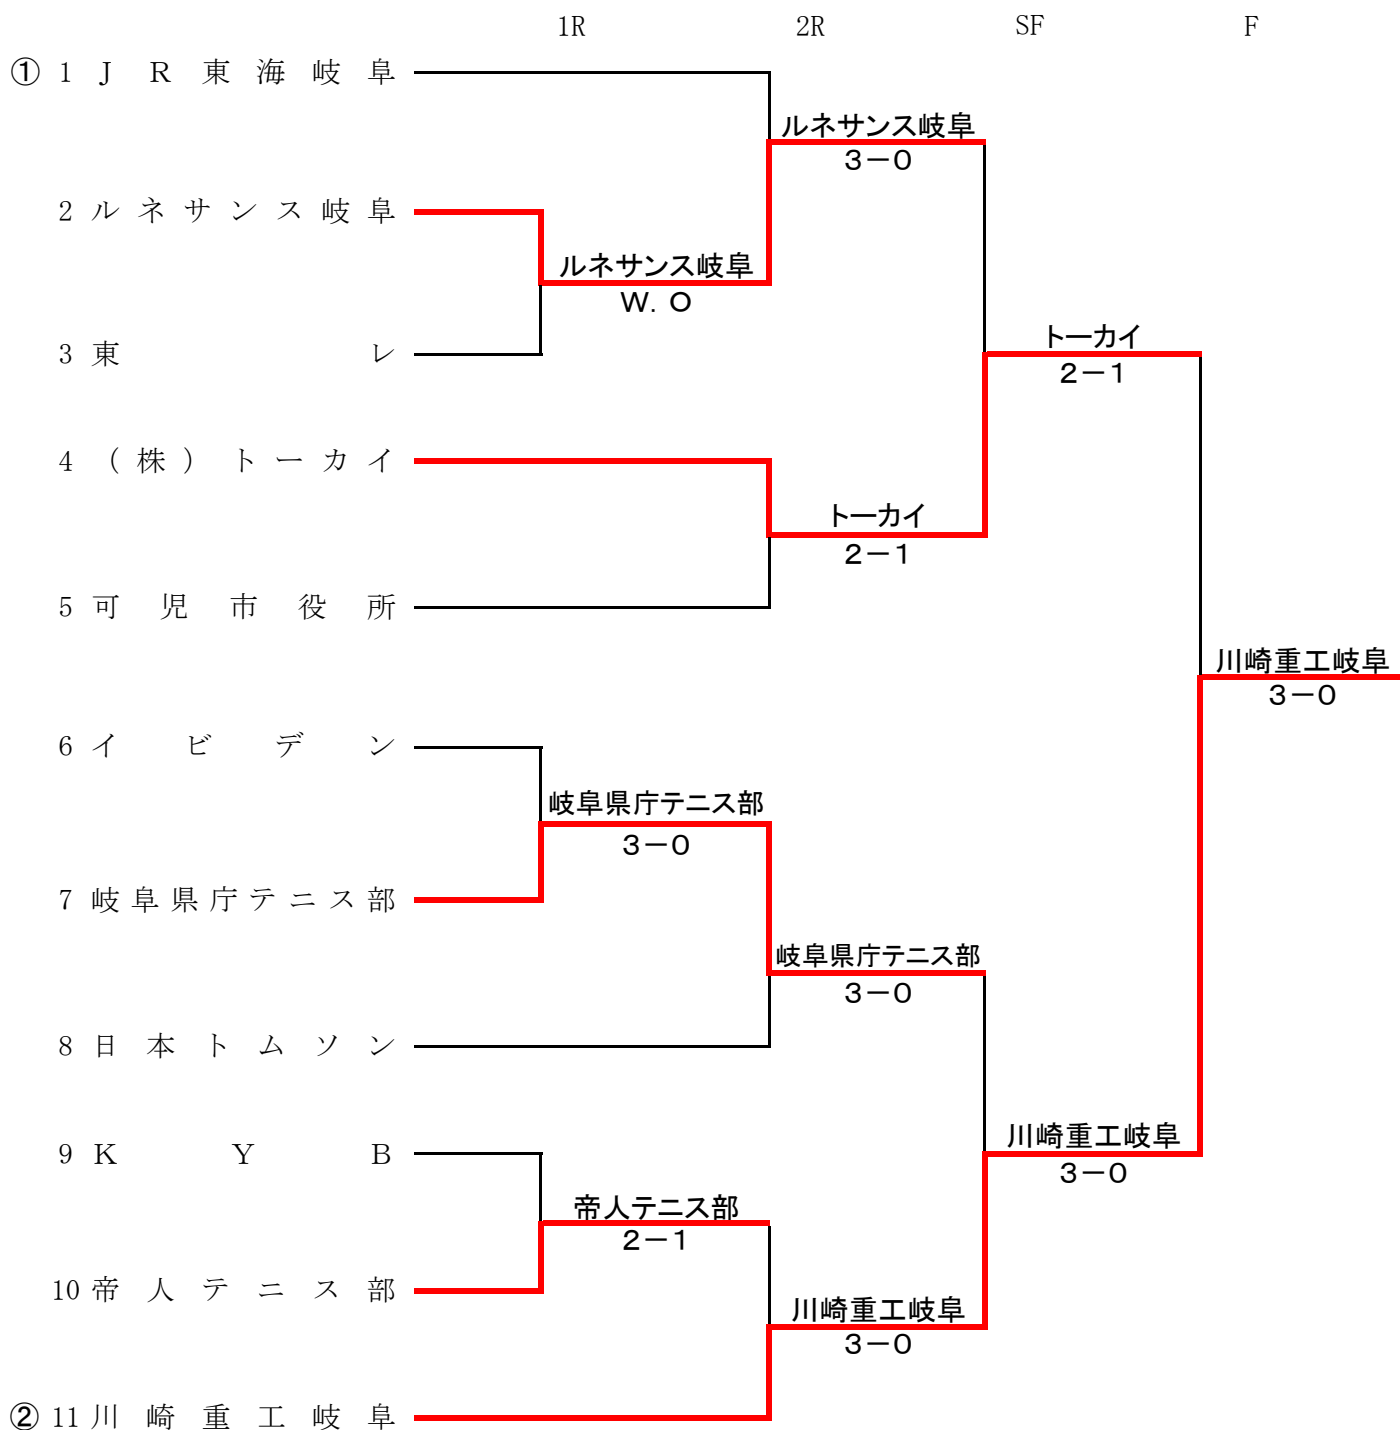 1R 2R SF F
① 1 Ｊ Ｒ 東 海 岐 阜
ルネサンス岐阜
３－０
2 ル ネ サ ン ス 岐 阜
ルネサンス岐阜
Ｗ．Ｏ
3 東 レ
トーカイ
２－１
4 （ 株 ） ト ー カ イ
トーカイ
２－１
5 可 児 市 役 所
川崎重工岐阜
３－０
6 イ ビ デ ン
岐阜県庁テニス部
３－０
7 岐 阜 県 庁 テ ニ ス 部
岐阜県庁テニス部
３－０
8 日 本 ト ム ソ ン
川崎重工岐阜
３－０
9 Ｋ Ｙ Ｂ
帝人テニス部
２－１
10 帝 人 テ ニ ス 部
川崎重工岐阜
３－０
② 11 川 崎 重 工 岐 阜